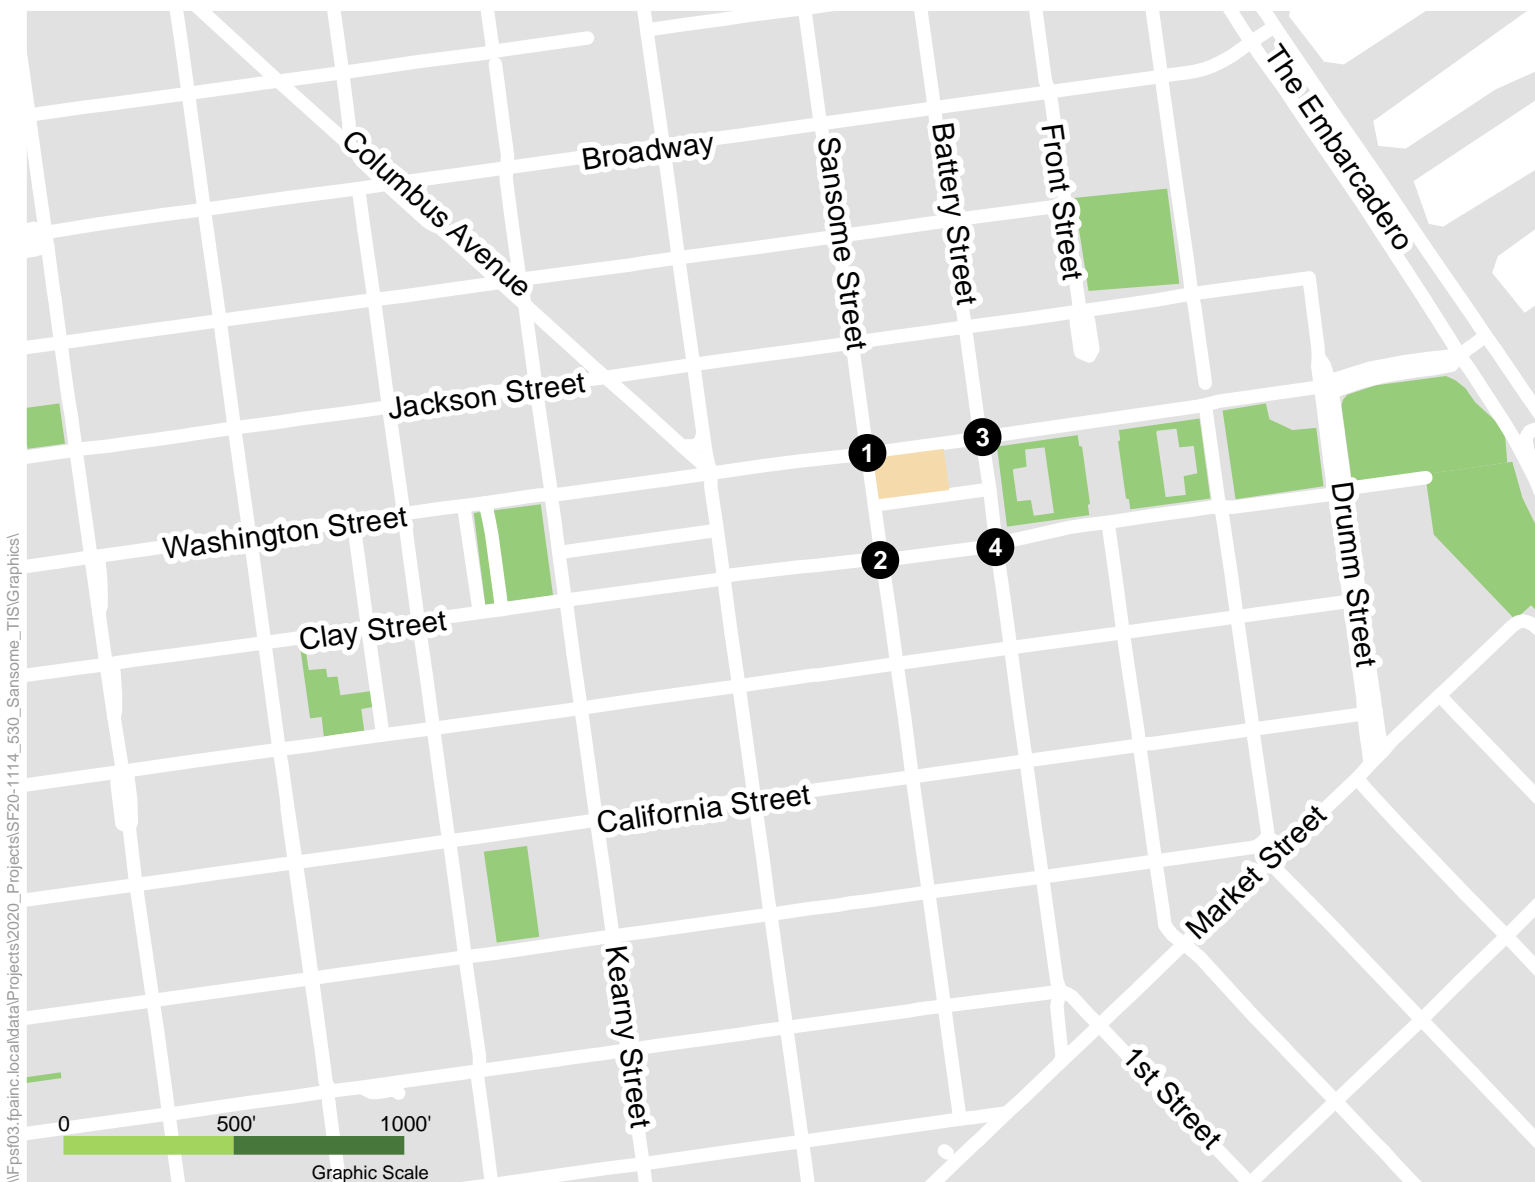 Broadway
Columbus Avenue
Sansome Street
Battery Street
Front Street
The Embarcadero
Jackson Street
1
3
Washington Street
2
4
Drumm Street
Clay Street
California Street
Market Street
Kearny Street
1st Street
0 500' 1000'
Graphic Scale
\\Fpsf03.fpainc.local\data\Projects\2020_Projects\SF20-1114_530_Sansome_TIS\Graphics\